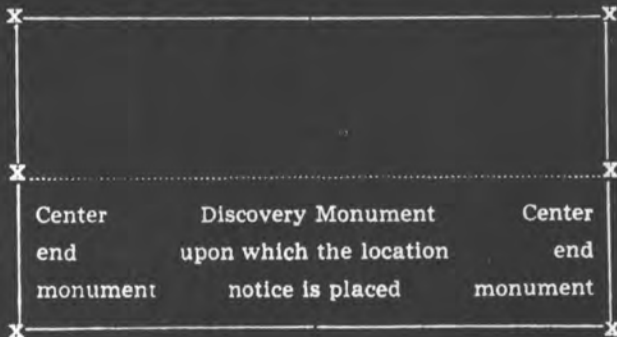 X X
X X
Center Discovery Monument Center
end upon which the location end
monument notice is placed monument
X X